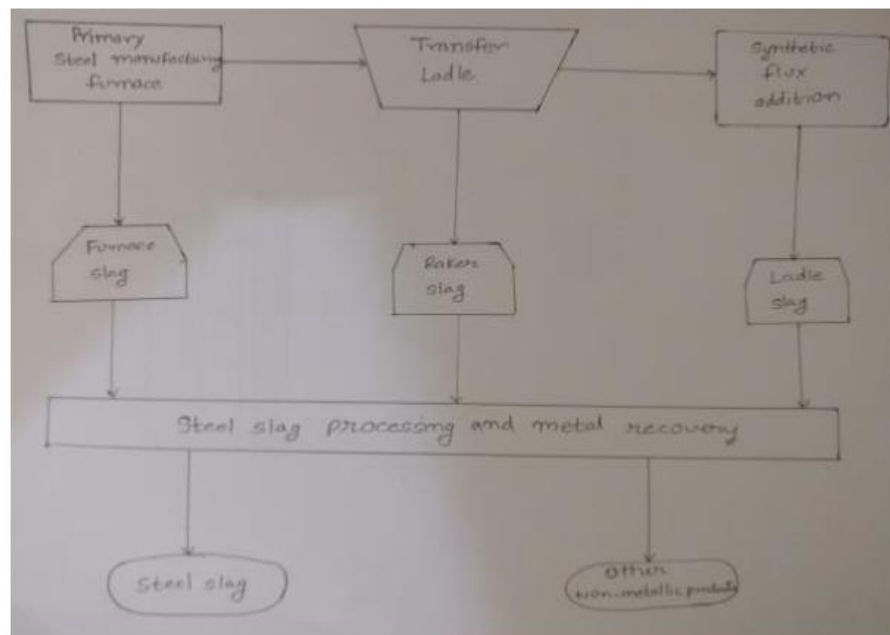 Primary
Steel manufacturing
furnace
Transfer
Ladle
Synthetic
flux
addition
Furnace
slag
Raker
slag
Ladle
slag
Steel slag processing and metal recovery
Steel slag
Other
Non-metallic products